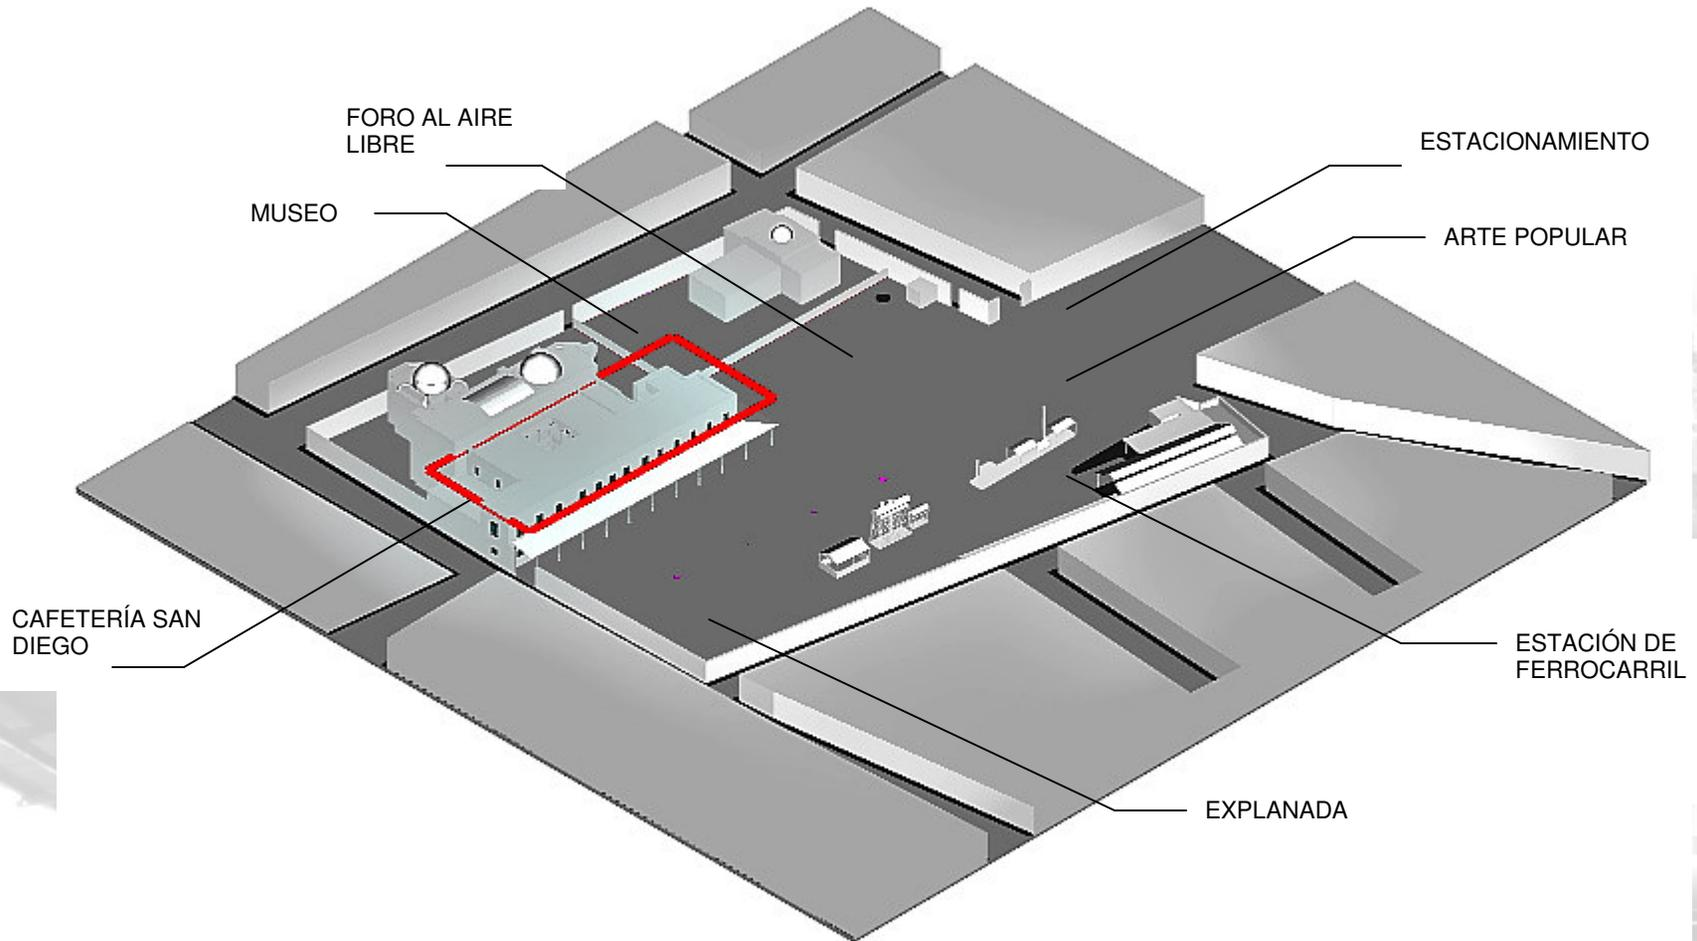 FORO AL AIRE
LIBRE
ESTACIONAMIENTO
MUSEO
ARTE POPULAR
CAFETERÍA SAN
DIEGO
ESTACIÓN DE
FERROCARRIL
EXPLANADA